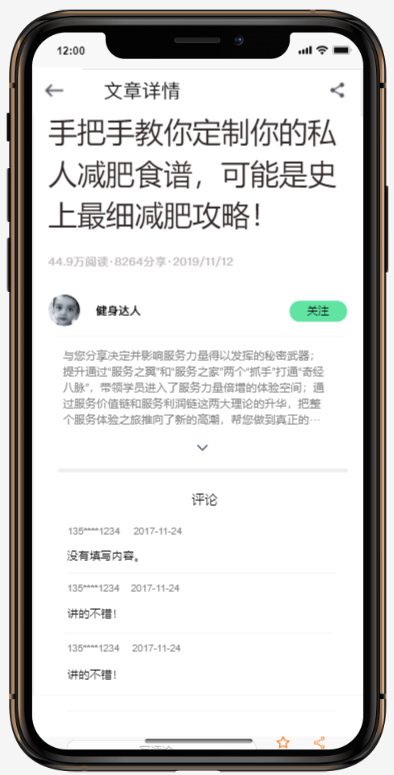 12:00
文章详情
手把手教你定制你的私
人减肥食谱，可能是史
上最细减肥攻略！
44.9万阅读·8264分享·2019/11/12
健身达人
关注
与您分享决定并影响服务力量得以发挥的秘密武器；
提升通过“服务之翼”和“服务之家”两个“抓手”打通“奇经
八脉”，带领学员进入了服务力量倍增的体验空间；通
过服务价值链和服务利润链这两大理论的升华，把整
个服务体验之旅推向了新的高潮，帮您做到真正的…
评论
135****1234 2017-11-24
没有填写内容。
135****1234 2017-11-24
讲的不错！
135****1234 2017-11-24
讲的不错！